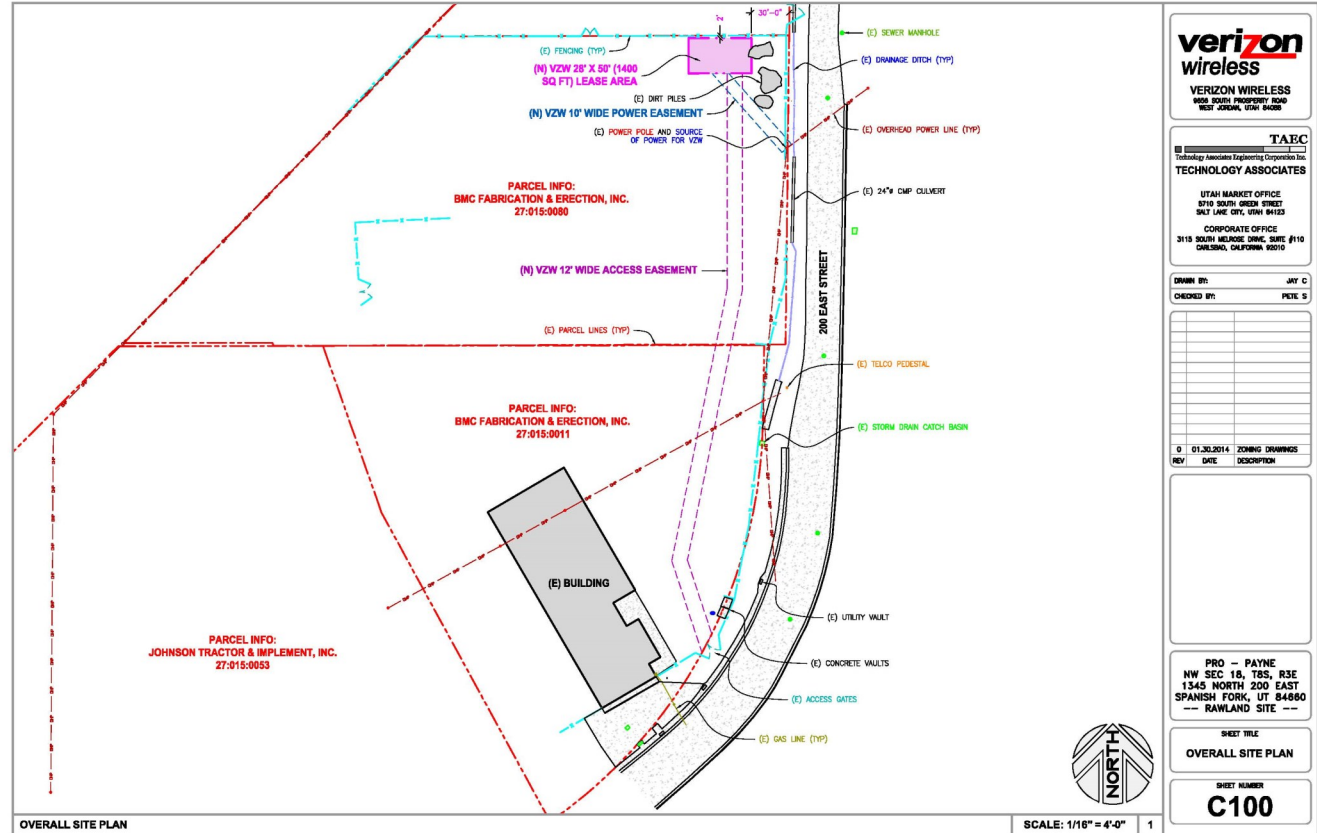 30'-0"
2'
(E) FENCING (TYP)
(N) VZW 28' X 50' (1400
SQ FT) LEASE AREA
(E) DIRT PILES
(N) VZW 10' WIDE POWER EASEMENT
(E) POWER POLE AND SOURCE
OF POWER FOR VZW
(E) SEWER MANHOLE
(E) DRAINAGE DITCH (TYP)
(E) OVERHEAD POWER LINE (TYP)
(E) 24"ø CMP CULVERT
PARCEL INFO:
BMC FABRICATION & ERECTION, INC.
27:015:0080
(N) VZW 12' WIDE ACCESS EASEMENT
200 EAST STREET
(E) PARCEL LINES (TYP)
(E) TELCO PEDESTAL
PARCEL INFO:
BMC FABRICATION & ERECTION, INC.
27:015:0011
(E) STORM DRAIN CATCH BASIN
(E) BUILDING
(E) UTILITY VAULT
PARCEL INFO:
JOHNSON TRACTOR & IMPLEMENT, INC.
27:015:0053
(E) CONCRETE VAULTS
(E) ACCESS GATES
(E) GAS LINE (TYP)
NORTH
OVERALL SITE PLAN
SCALE: 1/16" = 4'-0"
1
verizon
wireless
VERIZON WIRELESS
9656 SOUTH PROSPERITY ROAD
WEST JORDAN, UTAH 84088
TAEC
Technology Associates Engineering Corporation Inc.
TECHNOLOGY ASSOCIATES
UTAH MARKET OFFICE
5710 SOUTH GREEN STREET
SALT LAKE CITY, UTAH 84123
CORPORATE OFFICE
3115 SOUTH MELROSE DRIVE, SUITE #110
CARLSBAD, CALIFORNIA 92010
DRAWN BY: JAY C
CHECKED BY: PETE S
0 01.30.2014 ZONING DRAWINGS
REV DATE DESCRIPTION
PRO - PAYNE
NW SEC 18, T8S, R3E
1345 NORTH 200 EAST
SPANISH FORK, UT 84660
-- RAWLAND SITE --
SHEET TITLE
OVERALL SITE PLAN
SHEET NUMBER
C100